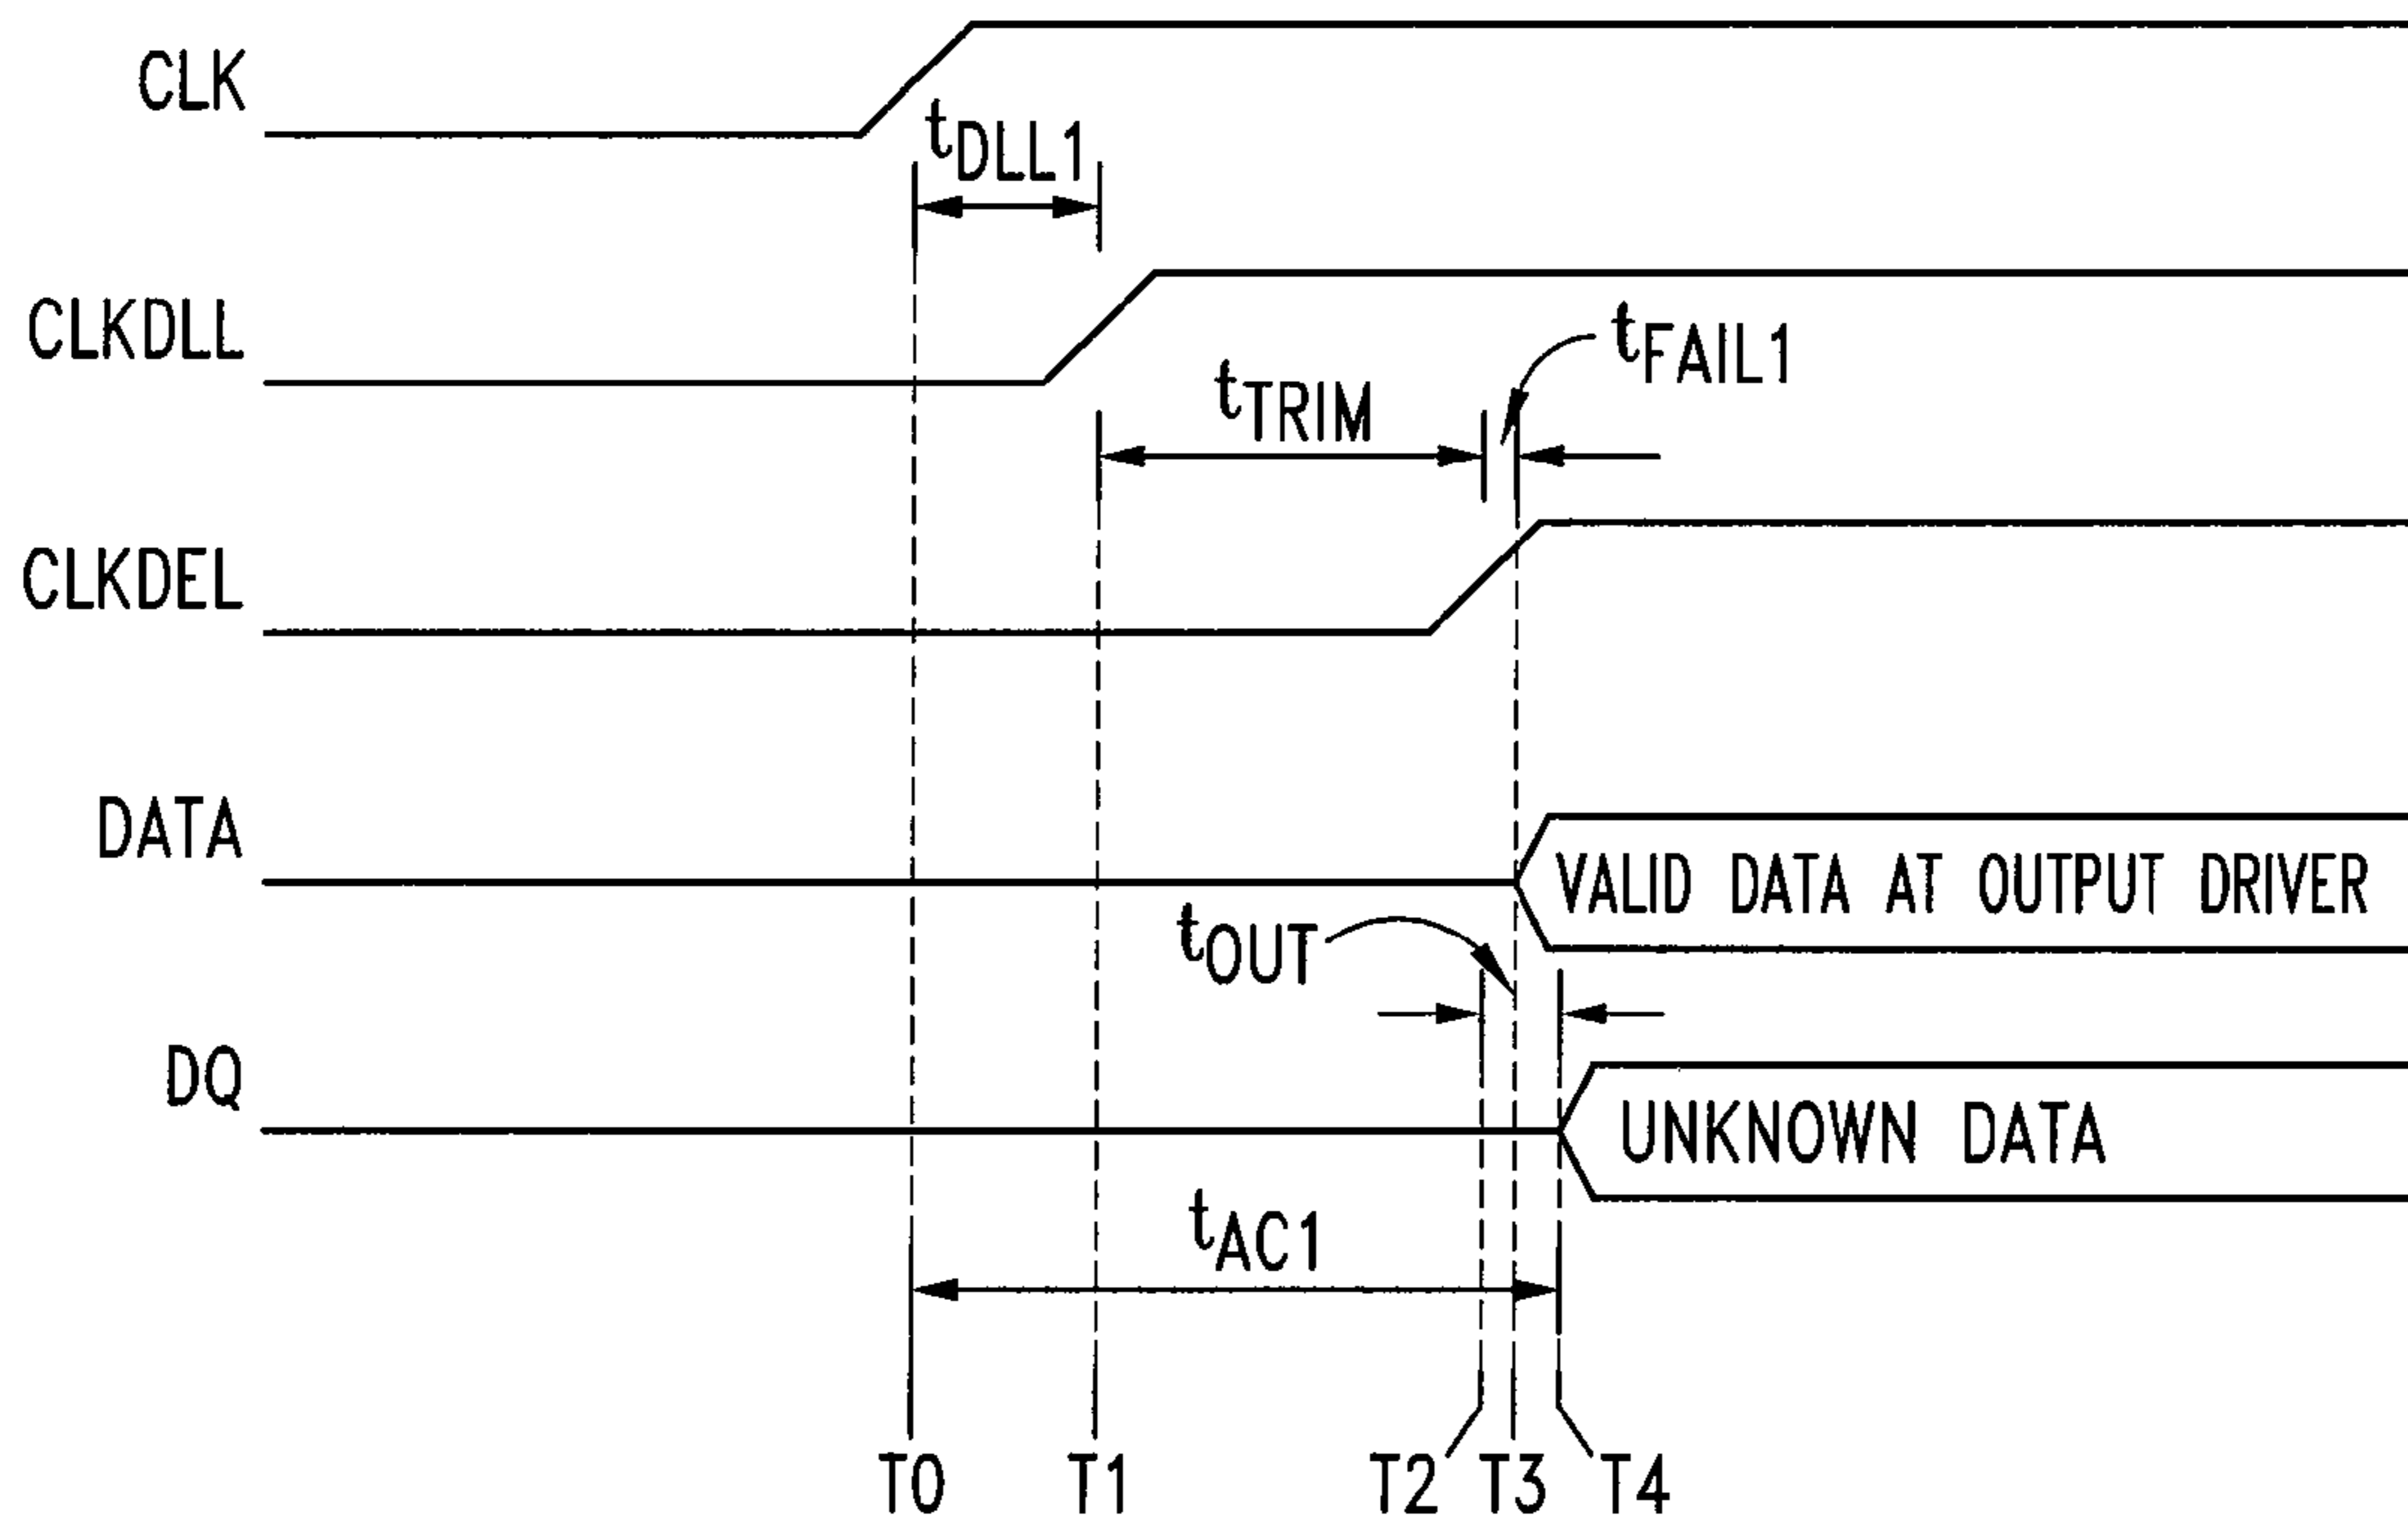 CLK
tDLL1
CLKDLL
tFAIL1
tTRIM
CLKDEL
DATA
VALID DATA AT OUTPUT DRIVER
tOUT
DQ
UNKNOWN DATA
tAC1
T0 T1 T2 T3 T4